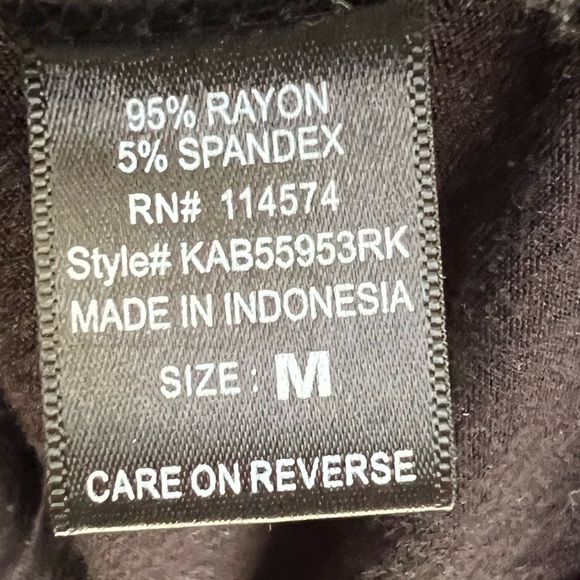 95% RAYON
5% SPANDEX
RN# 114574
Style# KAB55953RK
MADE IN INDONESIA
SIZE : M
CARE ON REVERSE